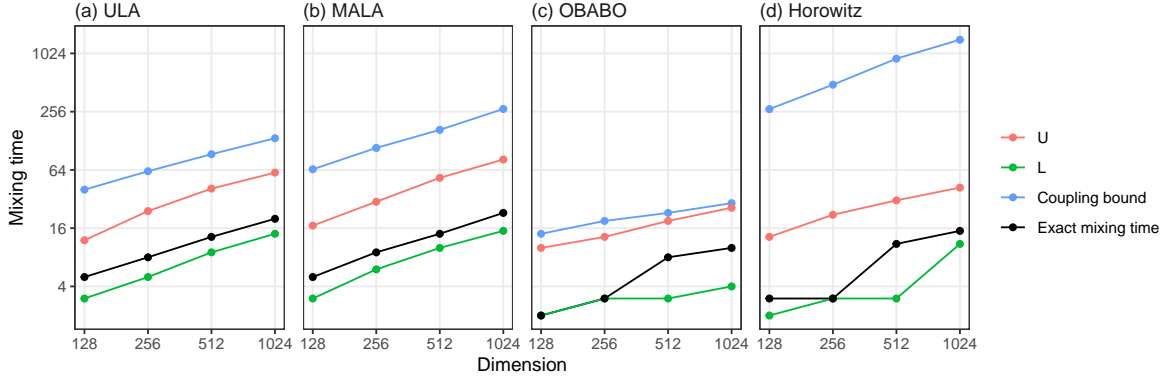 (a) ULA
(b) MALA
(c) OBABO
(d) Horowitz
Mixing time
1024
256
64
16
4
128 256 512 1024
128 256 512 1024
128 256 512 1024
128 256 512 1024
Dimension
U
L
Coupling bound
Exact mixing time